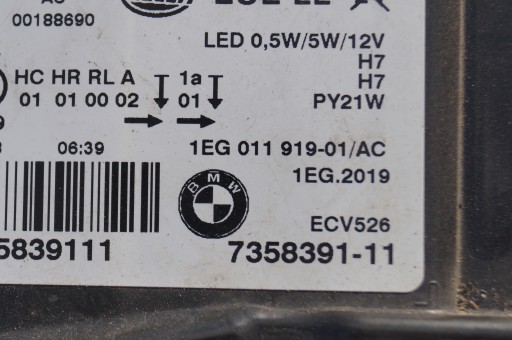 00188690
LED 0,5W/5W/12V
H7
HC HR RL A 1a
H7
01 01 00 02 01
PY21W
06:39
1EG 011 919-01/AC
1EG.2019
BMW
ECV526
5839111
7358391-11